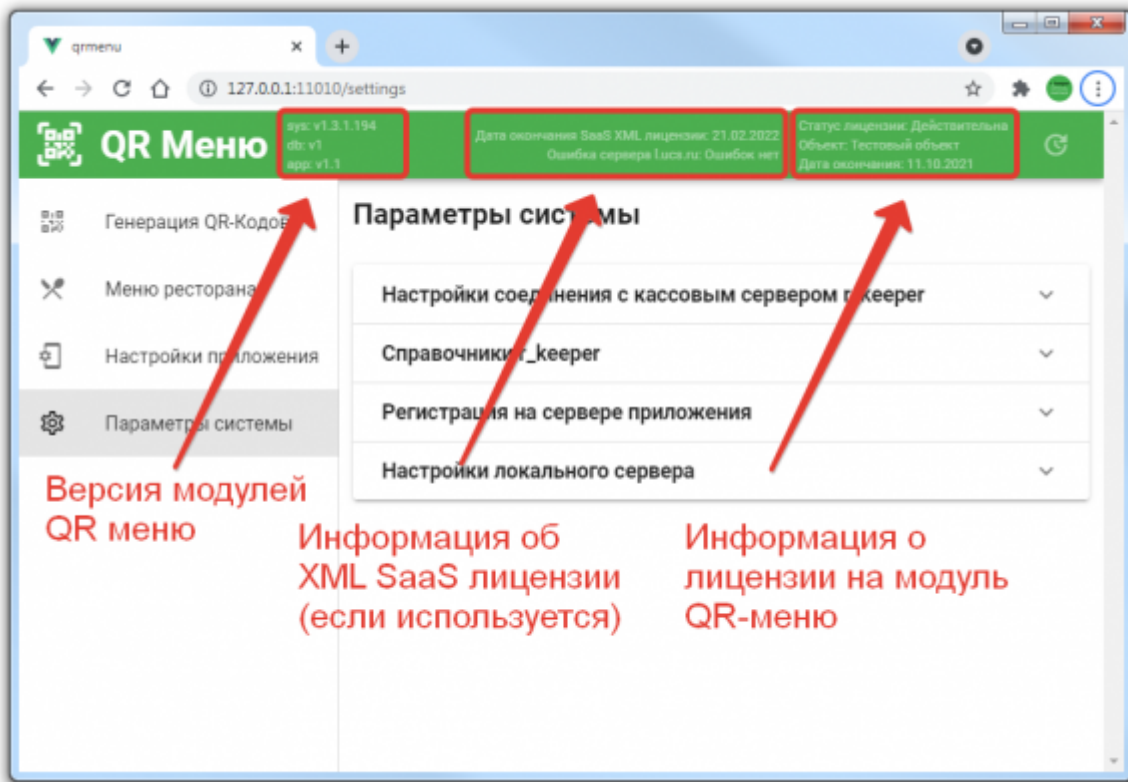 qrmenu
127.0.0.1:11010/settings
QR Меню
sys: v1.3.1.194
db: v1
app: v1.1
Дата окончания SaaS XML лицензии: 21.02.2022
Ошибка сервера l.ucs.ru: Ошибок нет
Статус лицензии: Действительна
Объект: Тестовый объект
Дата окончания: 11.10.2021
Генерация QR-Кодов
Меню ресторана
Настройки приложения
Параметры системы
Параметры системы
Настройки соединения с кассовым сервером r_keeper
Справочники r_keeper
Регистрация на сервере приложения
Настройки локального сервера
Версия модулей
QR меню
Информация об
XML SaaS лицензии
(если используется)
Информация о
лицензии на модуль
QR-меню